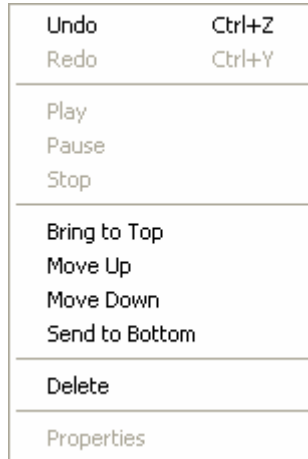 Undo Ctrl+Z
Redo Ctrl+Y
Play
Pause
Stop
Bring to Top
Move Up
Move Down
Send to Bottom
Delete
Properties